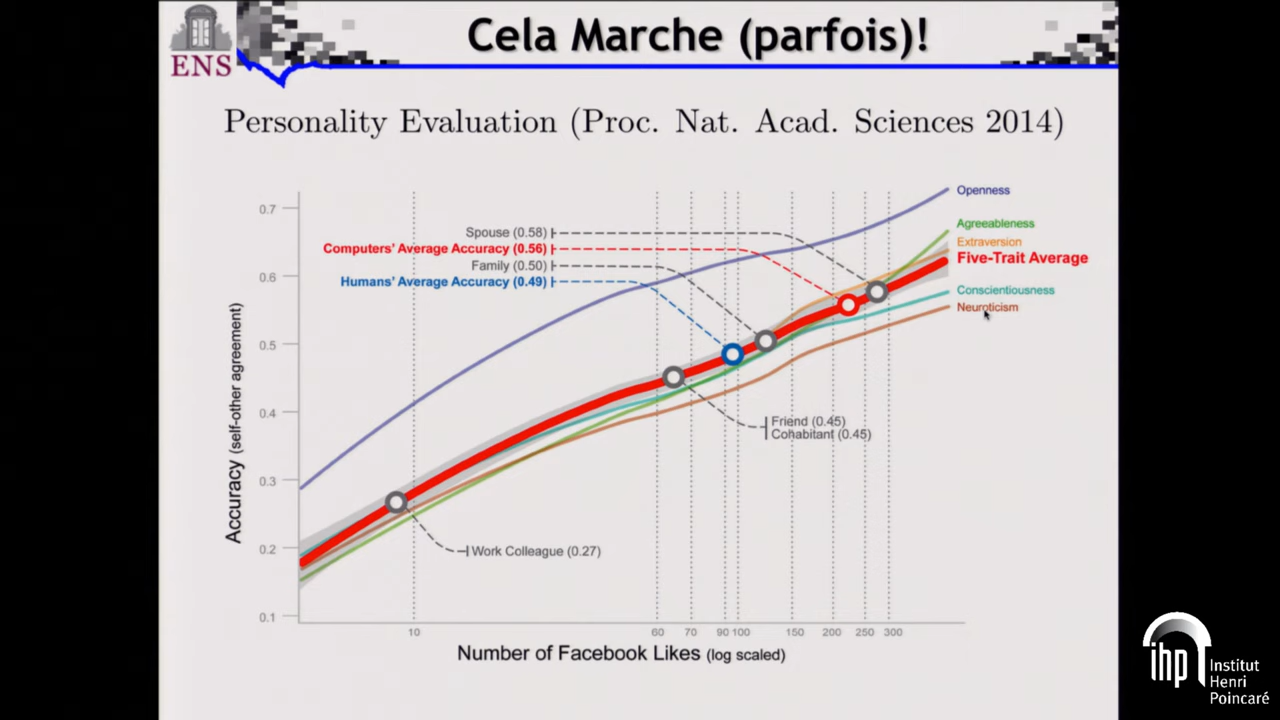 ENS
Cela Marche (parfois)!
Personality Evaluation (Proc. Nat. Acad. Sciences 2014)
Openness
Agreeableness
Extraversion
Five-Trait Average
Conscientiousness
Neuroticism
Spouse (0.58)
Computers' Average Accuracy (0.56)
Family (0.50)
Humans' Average Accuracy (0.49)
Friend (0.45)
Cohabitant (0.45)
Work Colleague (0.27)
Accuracy (self-other agreement)
0.7
0.6
0.5
0.4
0.3
0.2
0.1
10 60 70 90 100 150 200 250 300
Number of Facebook Likes (log scaled)
ihp Institut
Henri
Poincaré